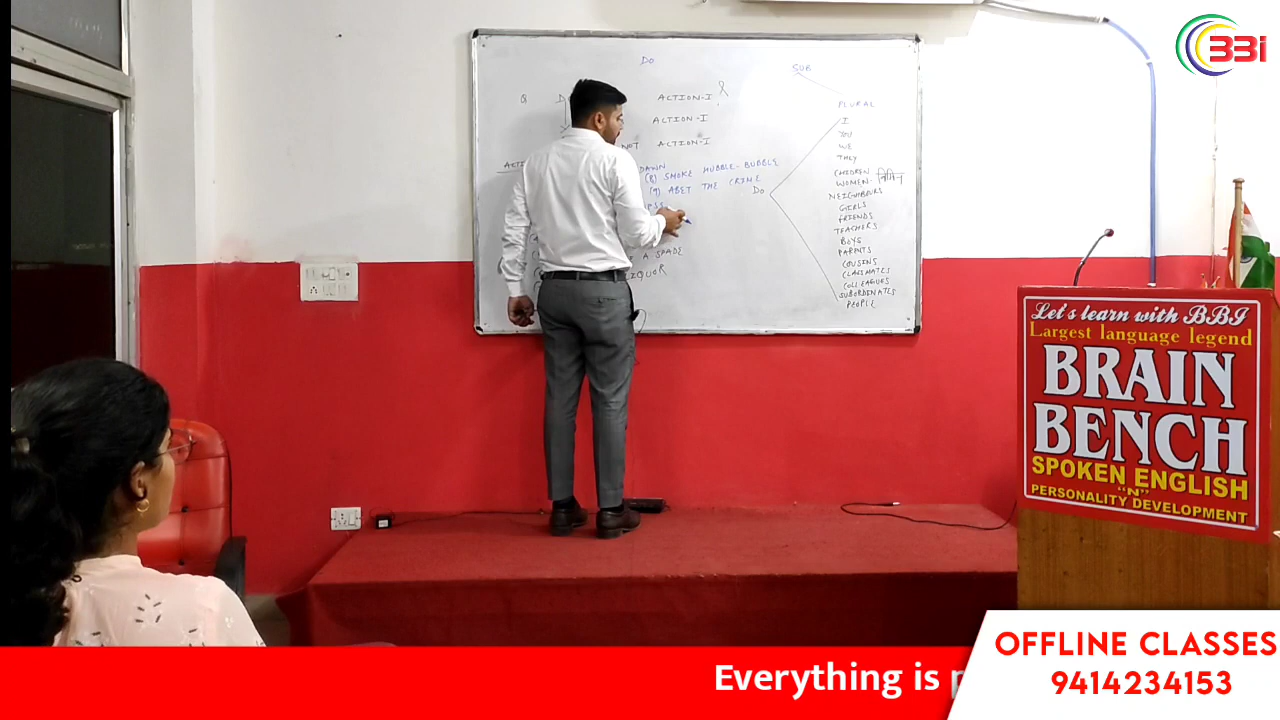 DO
Q D
ACTION-I
ACTION-I
NOT ACTION-I
DAWN
(8) SMOKE HUBBLE-BUBBLE
(9) ABET THE CRIME
A SPADE
LIQUOR
SUB
PLURAL
DO
I
YOU
WE
THEY
CHIDREN
WOMEN-
NEIGHBOURS
GIRLS
FRIENDS
TEACHERS
BOYS
PARENTS
COUSINS
CLASSMATES
COLLEAGUES
SUBORDINATES
PEOPLE
BBI
Let's learn with BBI
Largest language legend
BRAIN
BENCH
SPOKEN ENGLISH
"N"
PERSONALITY DEVELOPMENT
Everything is
OFFLINE CLASSES
9414234153